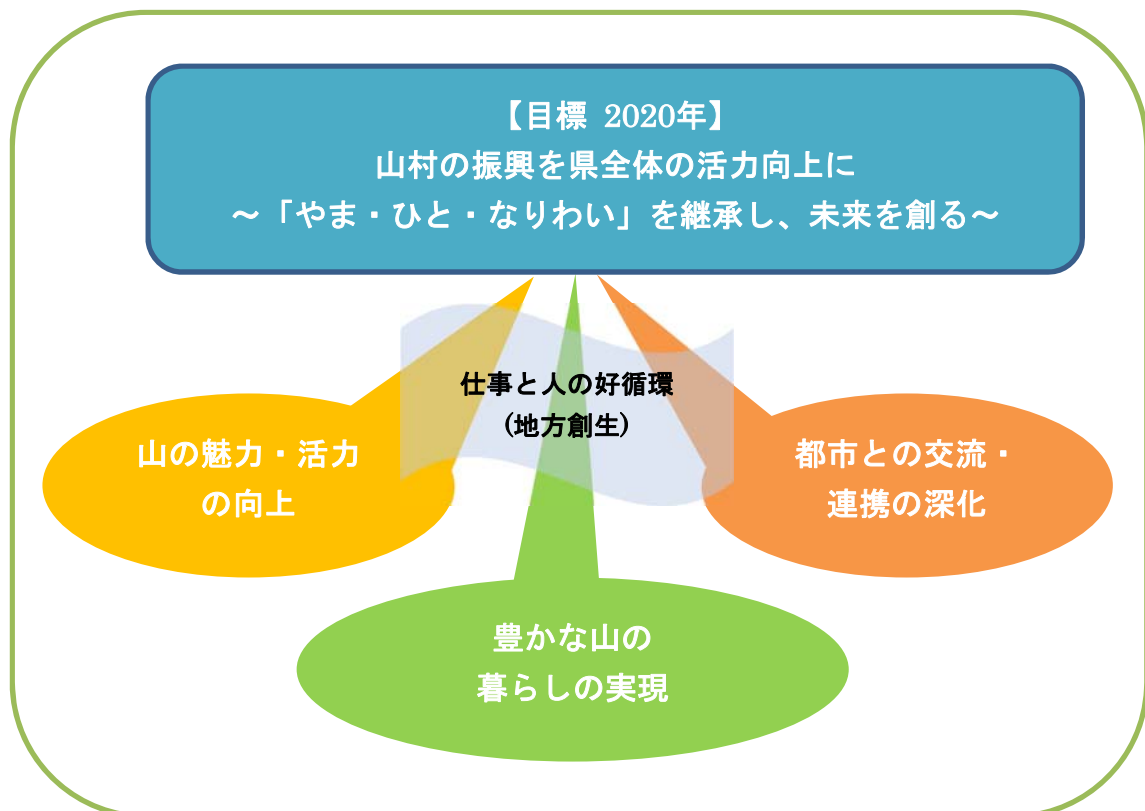 【目標 2020年】
山村の振興を県全体の活力向上に
～「やま・ひと・なりわい」を継承し、未来を創る～
仕事と人の好循環
(地方創生)
山の魅力・活力
の向上
都市との交流・
連携の深化
豊かな山の
暮らしの実現